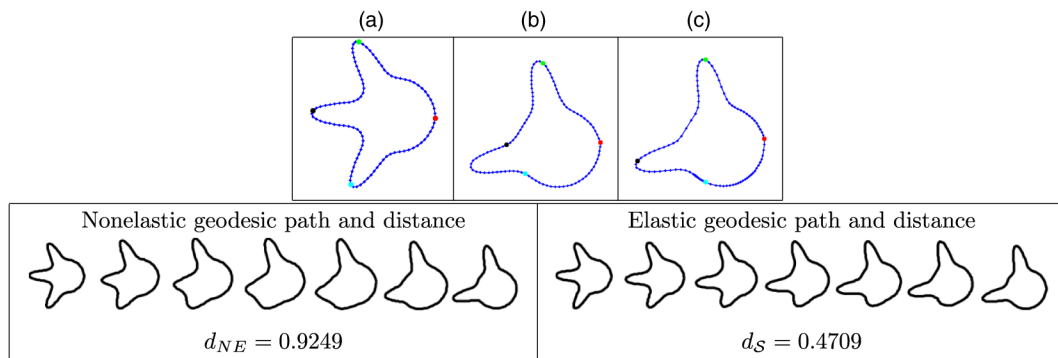 (a) (b) (c)
Nonelastic geodesic path and distance
d_{NE} = 0.9249
Elastic geodesic path and distance
d_{\mathcal{S}} = 0.4709